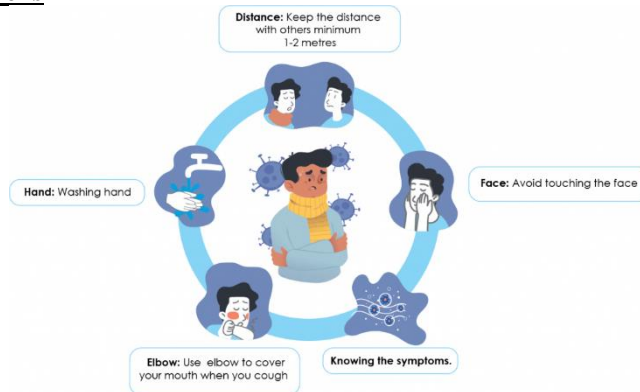 Distance: Keep the distance
with others minimum
1-2 metres
Face: Avoid touching the face
Hand: Washing hand
Knowing the symptoms.
Elbow: Use elbow to cover
your mouth when you cough